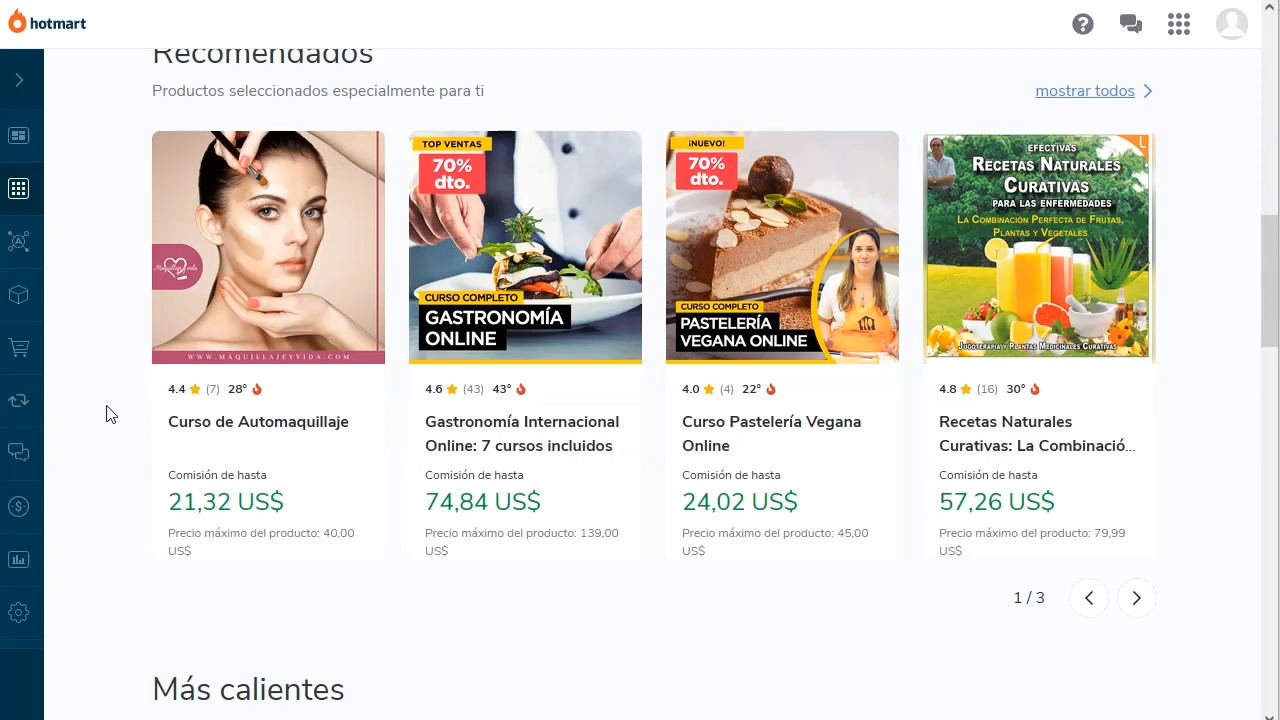 hotmart
Recomendados
Productos seleccionados especialmente para ti
mostrar todos
Maquillaje y vida
WWW.MAQUILLAJEYVIDA.COM
TOP VENTAS
70%
dto.
CURSO COMPLETO
GASTRONOMÍA
ONLINE
¡NUEVO!
70%
dto.
CURSO COMPLETO
PASTELERÍA
VEGANA ONLINE
EFECTIVAS
RECETAS NATURALES
CURATIVAS
PARA LAS ENFERMEDADES
LA COMBINACIÓN PERFECTA DE FRUTAS,
PLANTAS Y VEGETALES
JUGOTERAPIA Y PLANTAS MEDICINALES CURATIVAS
4.4 (7) 28°
Curso de Automaquillaje
Comisión de hasta
21,32 US$
Precio máximo del producto: 40,00
US$
4.6 (43) 43°
Gastronomía Internacional
Online: 7 cursos incluidos
Comisión de hasta
74,84 US$
Precio máximo del producto: 139,00
US$
4.0 (4) 22°
Curso Pastelería Vegana
Online
Comisión de hasta
24,02 US$
Precio máximo del producto: 45,00
US$
4.8 (16) 30°
Recetas Naturales
Curativas: La Combinació...
Comisión de hasta
57,26 US$
Precio máximo del producto: 79,99
US$
1 / 3
Más calientes